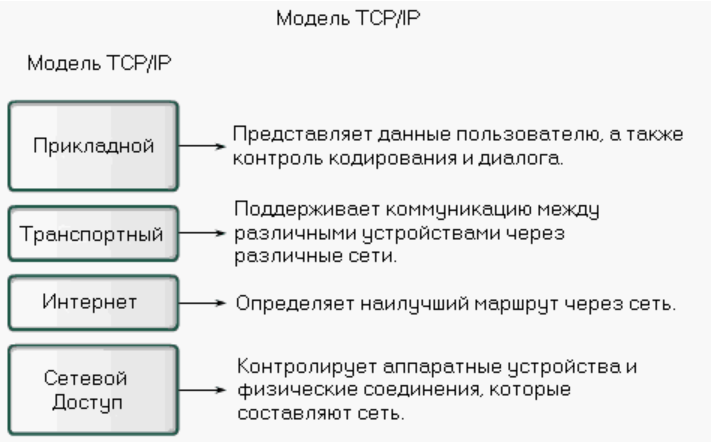 Модель TCP/IP
Модель TCP/IP
Прикладной
Представляет данные пользователю, а также
контроль кодирования и диалога.
Транспортный
Поддерживает коммуникацию между
различными устройствами через
различные сети.
Интернет
Определяет наилучший маршрут через сеть.
Сетевой
Доступ
Контролирует аппаратные устройства и
физические соединения, которые
составляют сеть.